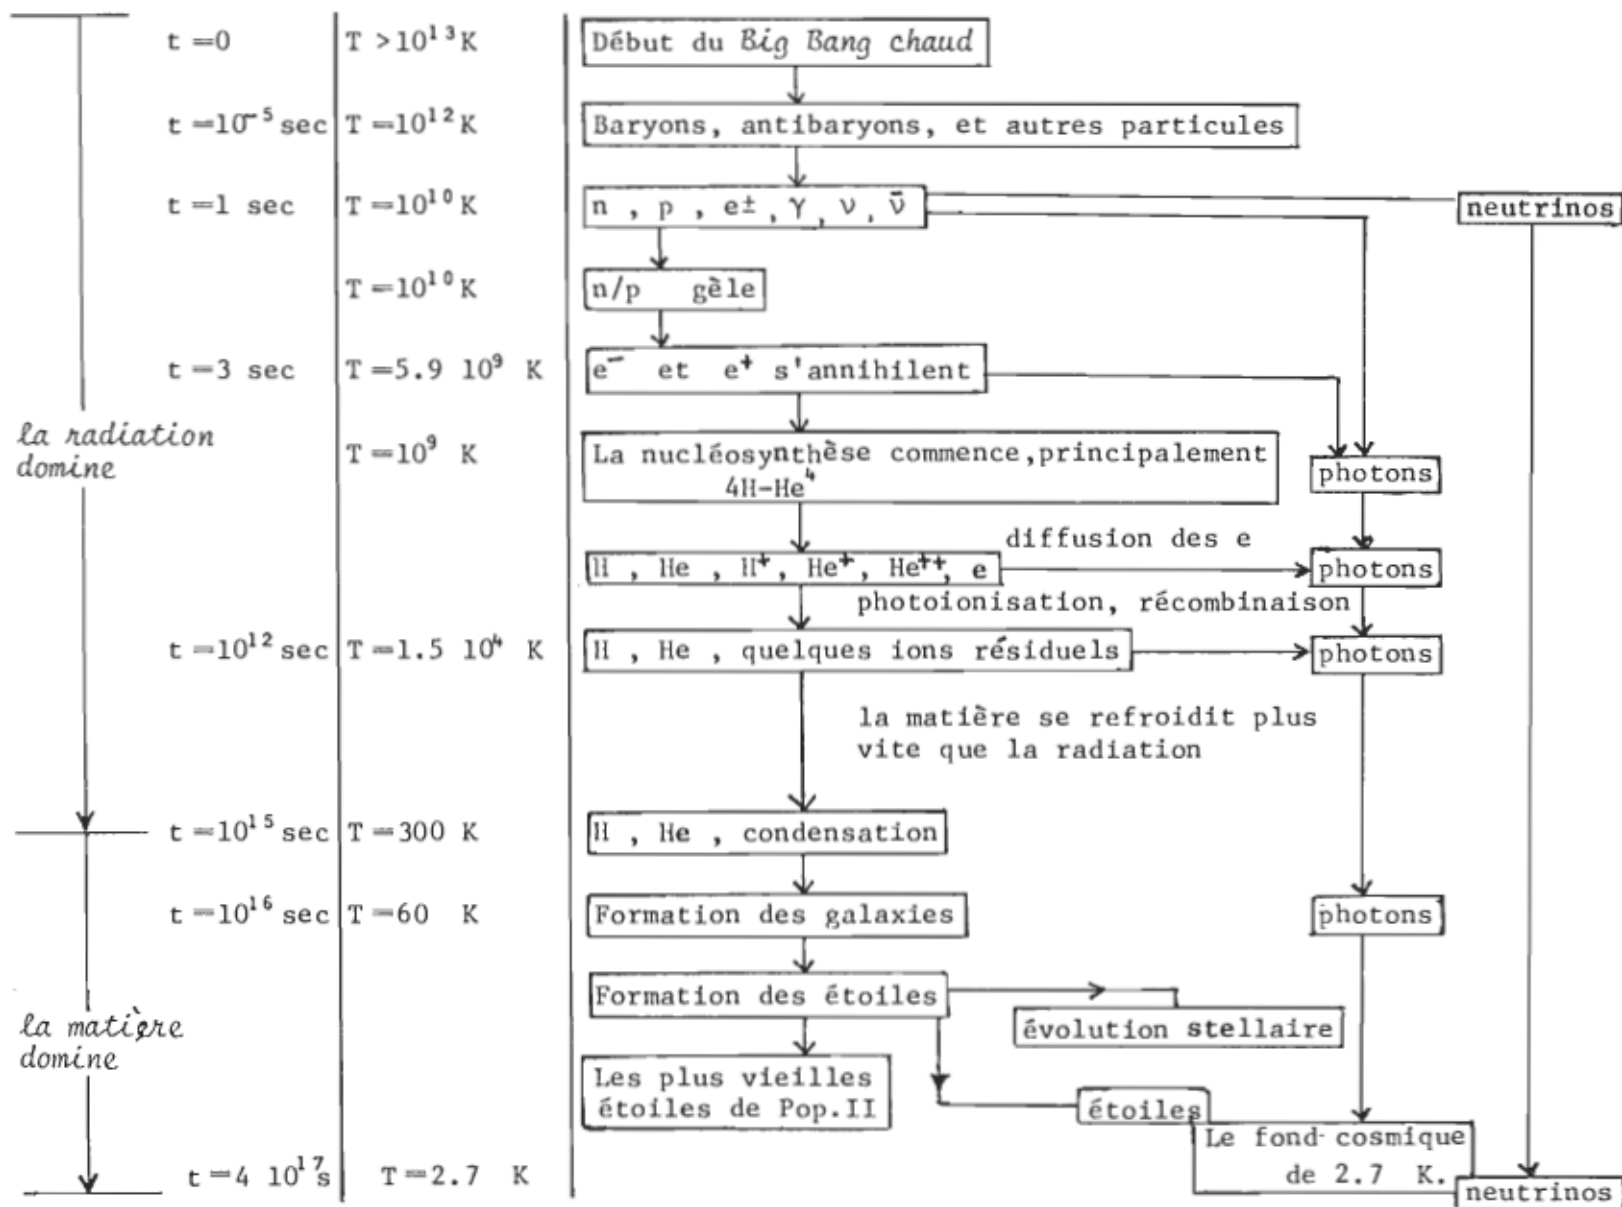 t=0 T >10¹³K Début du Big Bang chaud
t=10⁻⁵ sec T=10¹²K Baryons, antibaryons, et autres particules
t=1 sec T=10¹⁰K n , p , e± , γ , ν , ν̄ neutrinos
T=10¹⁰K n/p gèle
t=3 sec T=5.9 10⁹ K e⁻ et e⁺ s'annihilent
la radiation
domine
T=10⁹ K La nucléosynthèse commence,principalement
4H-He⁴
photons
diffusion des e
H , He , H⁺, He⁺, He⁺⁺, e photons
photoionisation, récombinaison
t=10¹² sec T=1.5 10⁴ K H , He , quelques ions résiduels photons
la matière se refroidit plus
vite que la radiation
t=10¹⁵ sec T=300 K H , He , condensation
t=10¹⁶ sec T=60 K Formation des galaxies photons
Formation des étoiles
évolution stellaire
la matière
domine
Les plus vieilles
étoiles de Pop.II
étoiles
Le fond cosmique
de 2.7 K.
t=4 10¹⁷s T=2.7 K
neutrinos